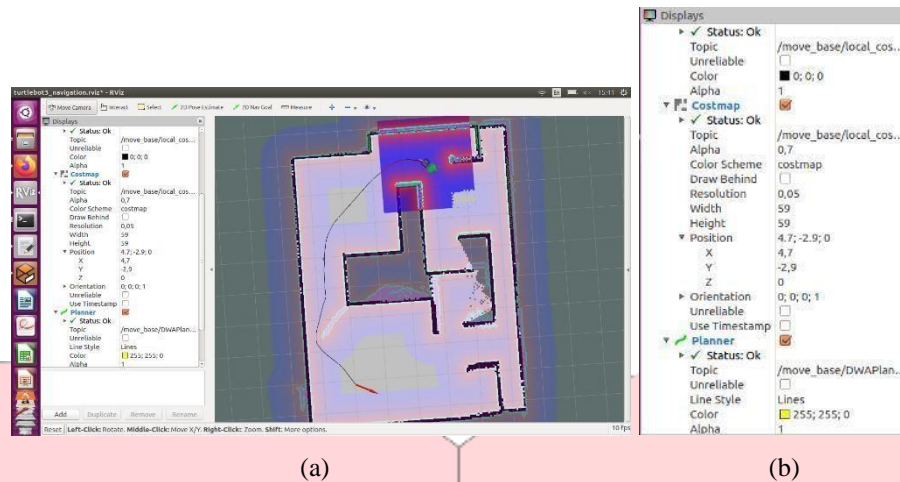 turtlebot3_navigation.rviz* - RViz
15:41
Move Camera Interact Select 2D Pose Estimate 2D Nav Goal Measure
Displays
Status: Ok
Topic /move_base/local_cos...
Unreliable
Color 0; 0; 0
Alpha 1
Costmap
Status: Ok
Topic /move_base/local_cos...
Alpha 0,7
Color Scheme costmap
Draw Behind
Resolution 0,05
Width 59
Height 59
Position 4.7; -2.9; 0
X 4,7
Y -2,9
Z 0
Orientation 0; 0; 0; 1
Unreliable
Use Timestamp
Planner
Status: Ok
Topic /move_base/DWAPlan...
Unreliable
Line Style Lines
Color 255; 255; 0
Alpha 1
Add Duplicate Remove Rename
Reset Left-Click: Rotate. Middle-Click: Move X/Y. Right-Click: Zoom. Shift: More options.
10 fps
RViz
(a)
Displays
Status: Ok
Topic /move_base/local_cos...
Unreliable
Color 0; 0; 0
Alpha 1
Costmap
Status: Ok
Topic /move_base/local_cos...
Alpha 0,7
Color Scheme costmap
Draw Behind
Resolution 0,05
Width 59
Height 59
Position 4.7; -2.9; 0
X 4,7
Y -2,9
Z 0
Orientation 0; 0; 0; 1
Unreliable
Use Timestamp
Planner
Status: Ok
Topic /move_base/DWAPlan...
Unreliable
Line Style Lines
Color 255; 255; 0
Alpha 1
(b)